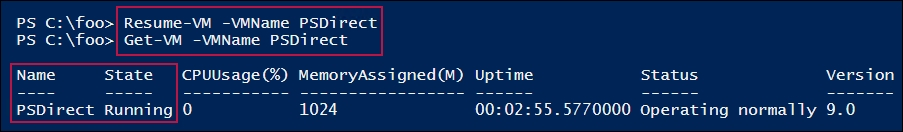 PS C:\foo> Resume-VM -VMName PSDirect
PS C:\foo> Get-VM -VMName PSDirect
Name     State   CPUUsage(%) MemoryAssigned(M) Uptime           Status             Version
----     -----   ----------- ----------------- ------           ------             -------
PSDirect Running 0           1024              00:02:55.5770000 Operating normally 9.0